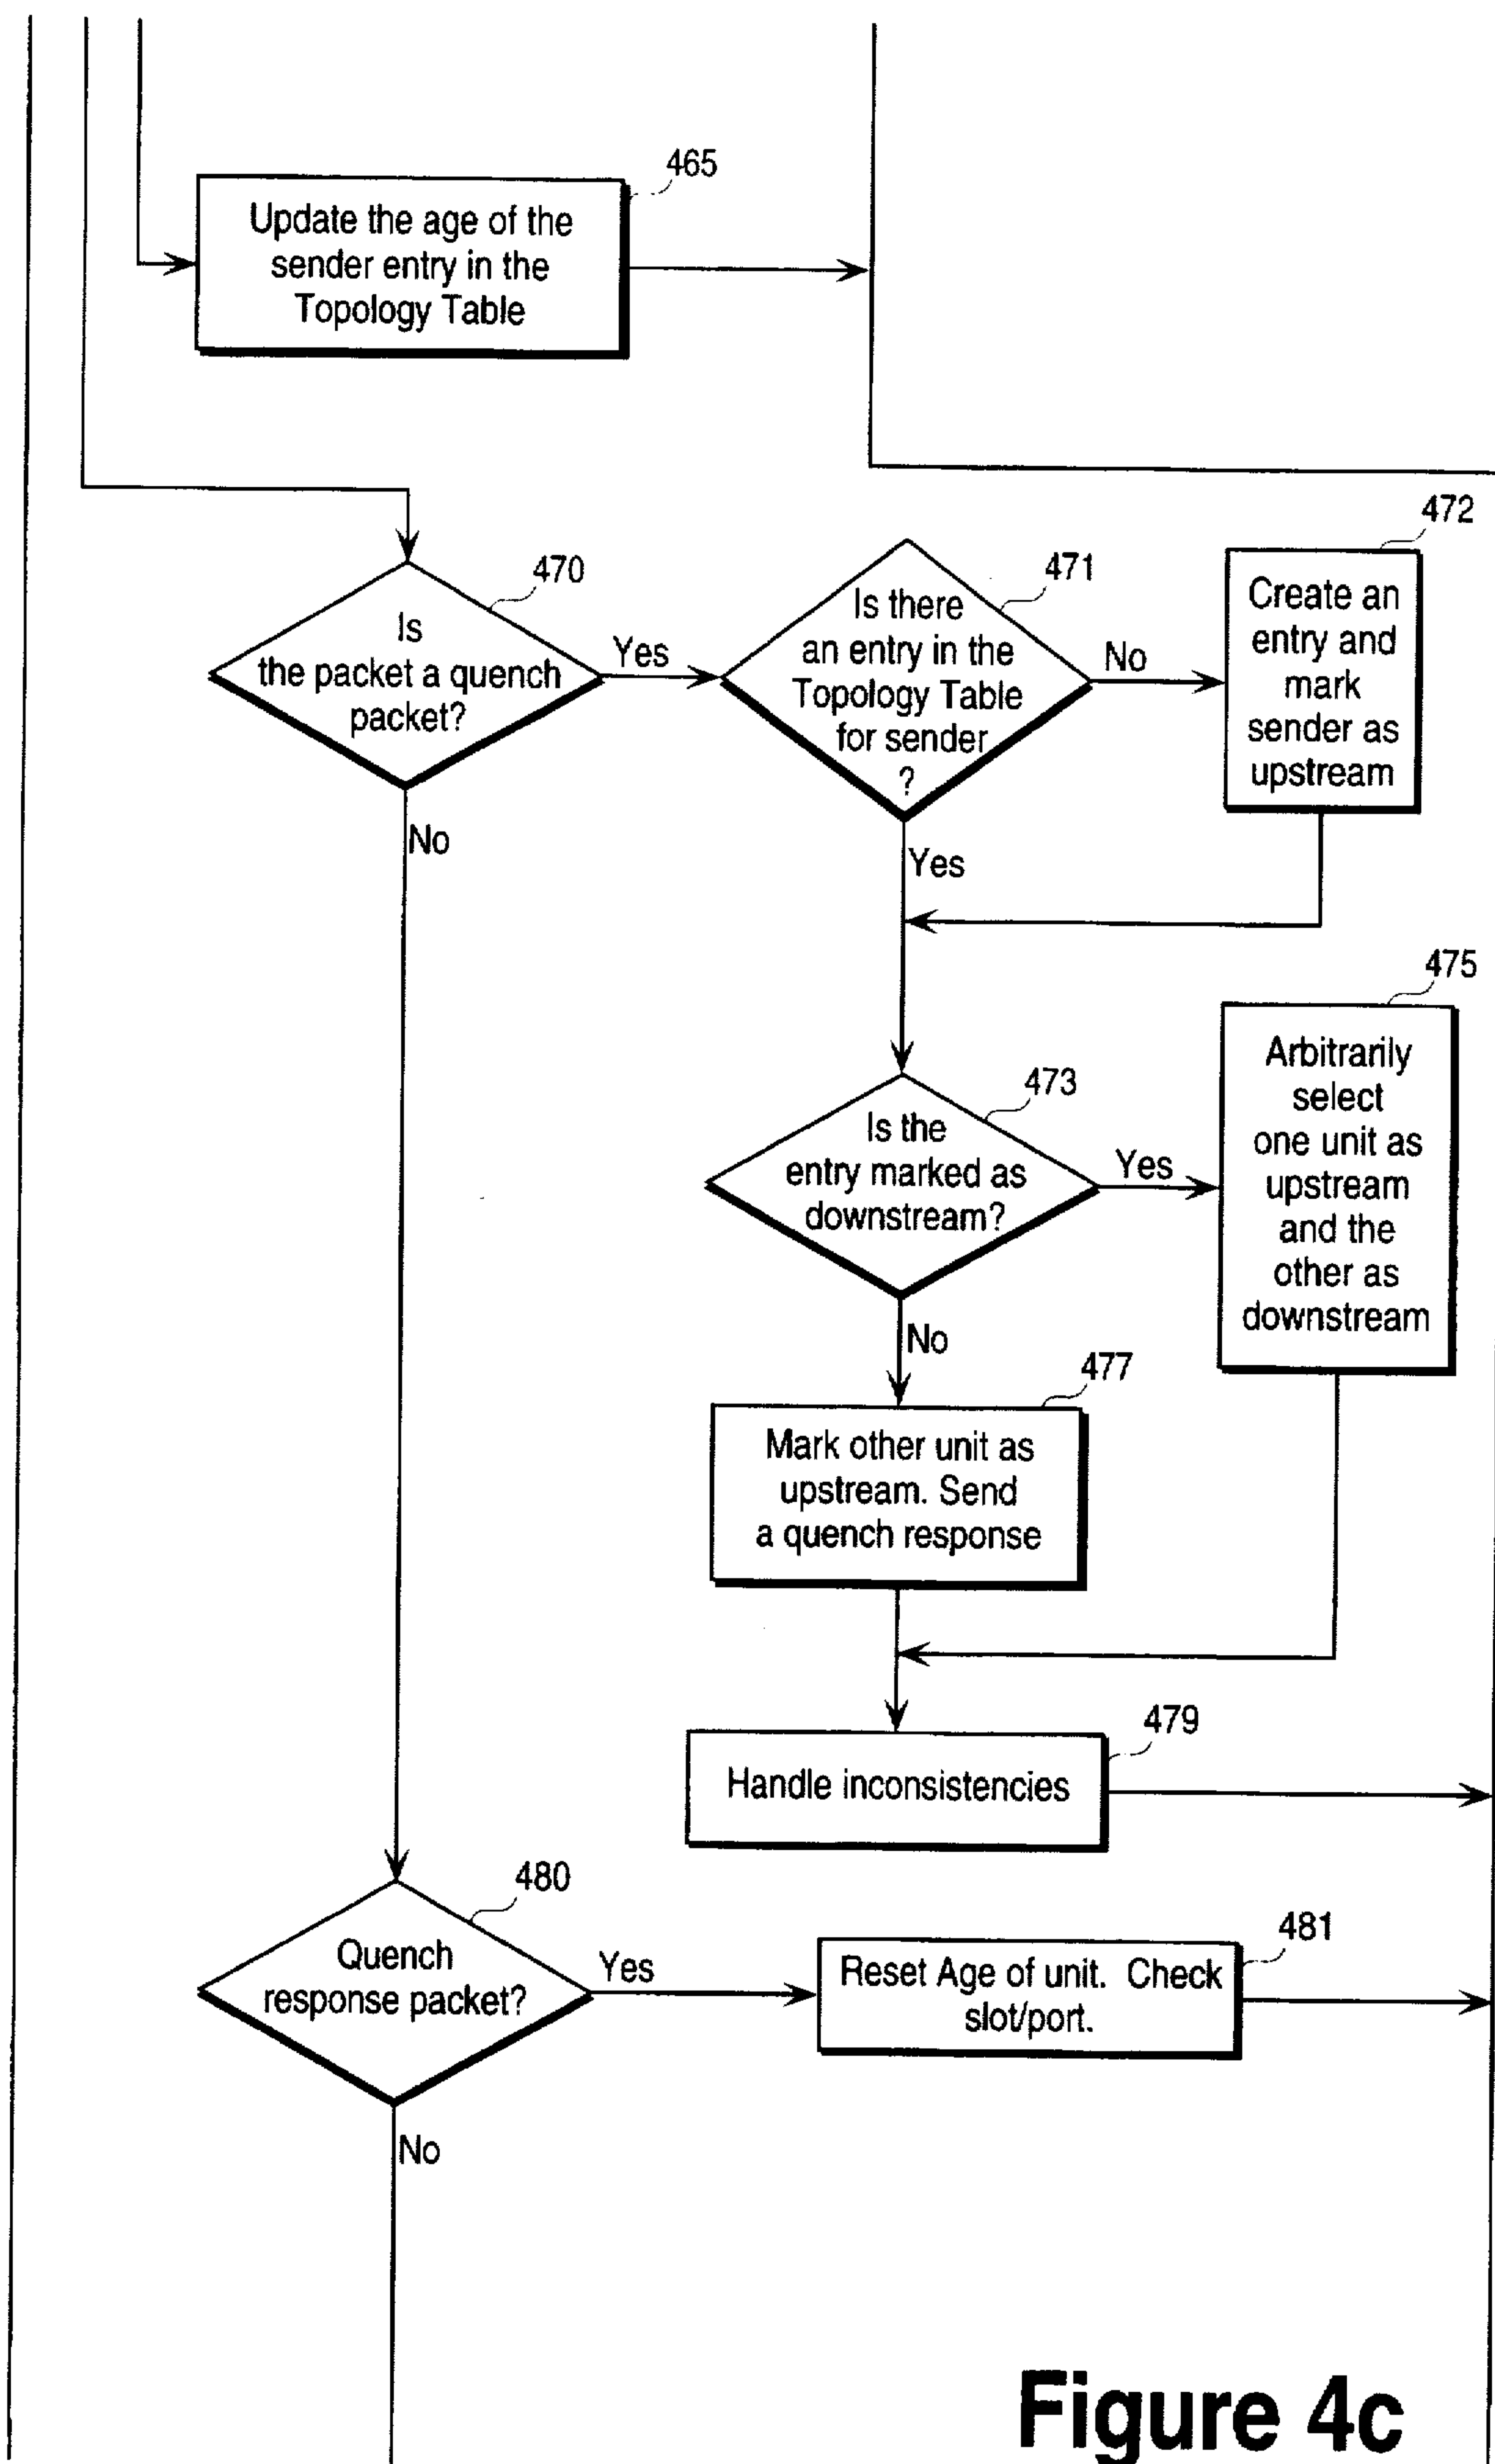 465
Update the age of the
sender entry in the
Topology Table
470
Is
the packet a quench
packet?
Yes
No
471
Is there
an entry in the
Topology Table
for sender
?
No
Yes
472
Create an
entry and
mark
sender as
upstream
473
Is the
entry marked as
downstream?
Yes
No
475
Arbitrarily
select
one unit as
upstream
and the
other as
downstream
477
Mark other unit as
upstream. Send
a quench response
479
Handle inconsistencies
480
Quench
response packet?
Yes
No
481
Reset Age of unit. Check
slot/port.
Figure 4c